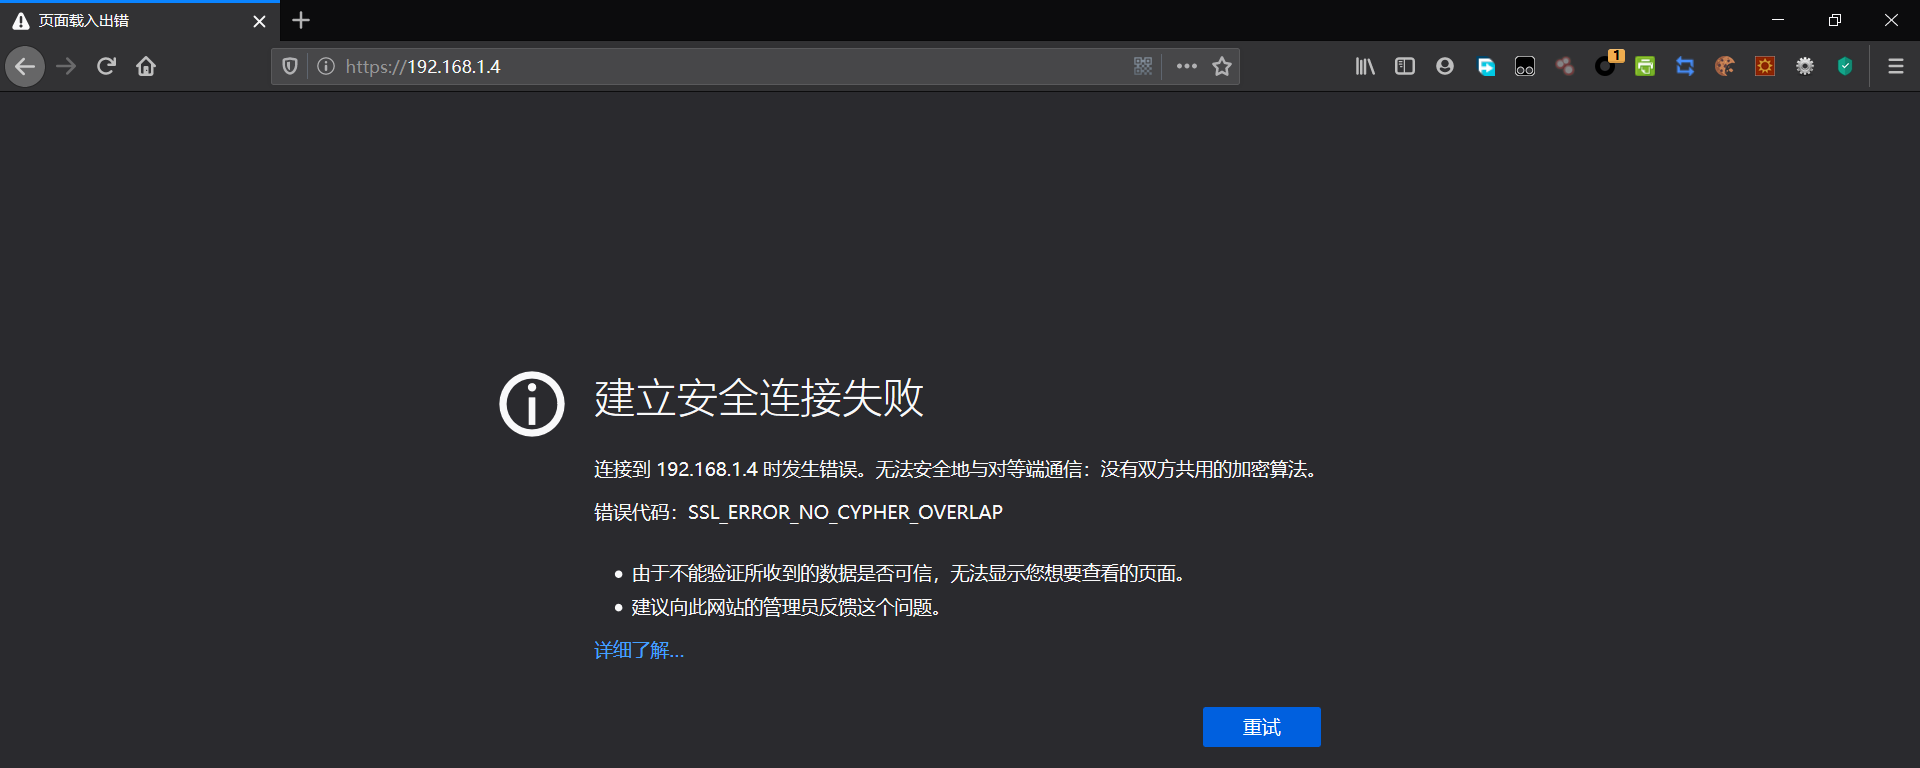 页面载入出错
https://192.168.1.4
1
建立安全连接失败
连接到 192.168.1.4 时发生错误。无法安全地与对等端通信：没有双方共用的加密算法。
错误代码：SSL_ERROR_NO_CYPHER_OVERLAP
由于不能验证所收到的数据是否可信，无法显示您想要查看的页面。
建议向此网站的管理员反馈这个问题。
详细了解...
重试